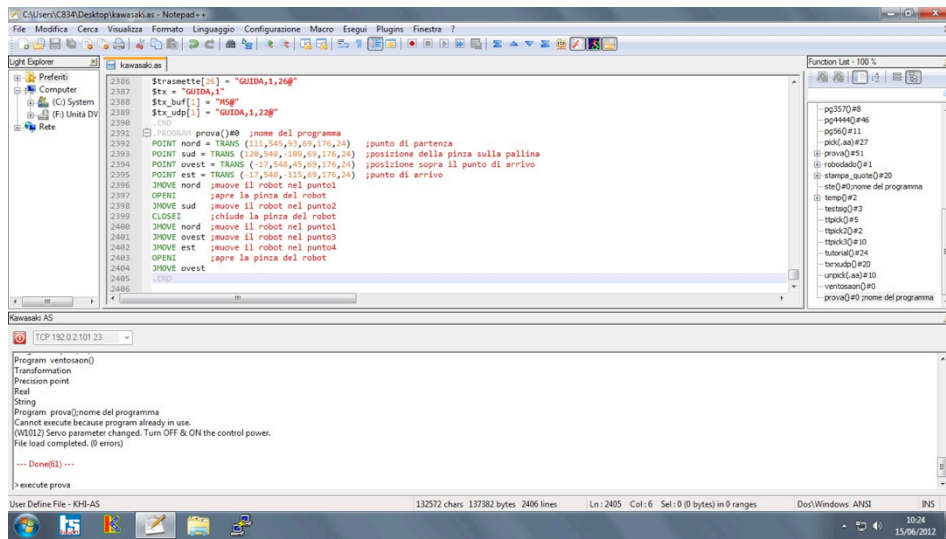 C:\Users\C834\Desktop\kawasaki.as - Notepad++
File Modifica Cerca Visualizza Formato Linguaggio Configurazione Macro Esegui Plugins Finestra ?
Light Explorer
kawasaki.as
Function List - 100 %
Preferiti
Computer
(C:) System
(F:) Unità DV
Rete
2386 $trasmette[26] = "GUIDA,1,26@"
2387 $tx = "GUIDA,1"
2388 $tx_buf[1] = "MS@"
2389 $tx_udp[1] = "GUIDA,1,22@"
2390 .END
2391 .PROGRAM prova()#0 ;nome del programma
2392 POINT nord = TRANS (111,545,93,69,176,24) ;punto di partenza
2393 POINT sud = TRANS (120,548,-109,69,176,24) ;posizione della pinza sulla pallina
2394 POINT ovest = TRANS (-17,548,45,69,176,24) ;posizione sopra il punto di arrivo
2395 POINT est = TRANS (-17,548,-115,69,176,24) ;punto di arrivo
2396 JMOVE nord ;muove il robot nel punto1
2397 OPENI ;apre la pinza del robot
2398 JMOVE sud ;muove il robot nel punto2
2399 CLOSEI ;chiude la pinza del robot
2400 JMOVE nord ;muove il robot nel punto1
2401 JMOVE ovest ;muove il robot nel punto3
2402 JMOVE est ;muove il robot nel punto4
2403 OPENI ;apre la pinza del robot
2404 JMOVE ovest
2405 .END
2406
pg357()#8
pg4444()#46
pg56()#11
pick(.aa)#27
prova()#51
robodado()#1
stampa_quote()#20
ste()#0;nome del programma
temp()#2
testsig()#3
ttpick()#5
ttpick2()#2
ttpick3()#10
tutorial()#24
txrxudp()#20
unpick(.aa)#10
ventosaon()#0
prova()#0 ;nome del programma
Kawasaki AS
TCP 192.0.2.101 23
Program ventosaon()
Transformation
Precision point
Real
String
Program prova();nome del programma
Cannot execute because program already in use.
(W1012) Servo parameter changed. Turn OFF & ON the control power.
File load completed. (0 errors)
--- Done(61) ---
>execute prova
User Define File - KHI-AS 132572 chars 137382 bytes 2406 lines Ln : 2405 Col : 6 Sel : 0 (0 bytes) in 0 ranges Dos\Windows ANSI INS
10:24
15/06/2012